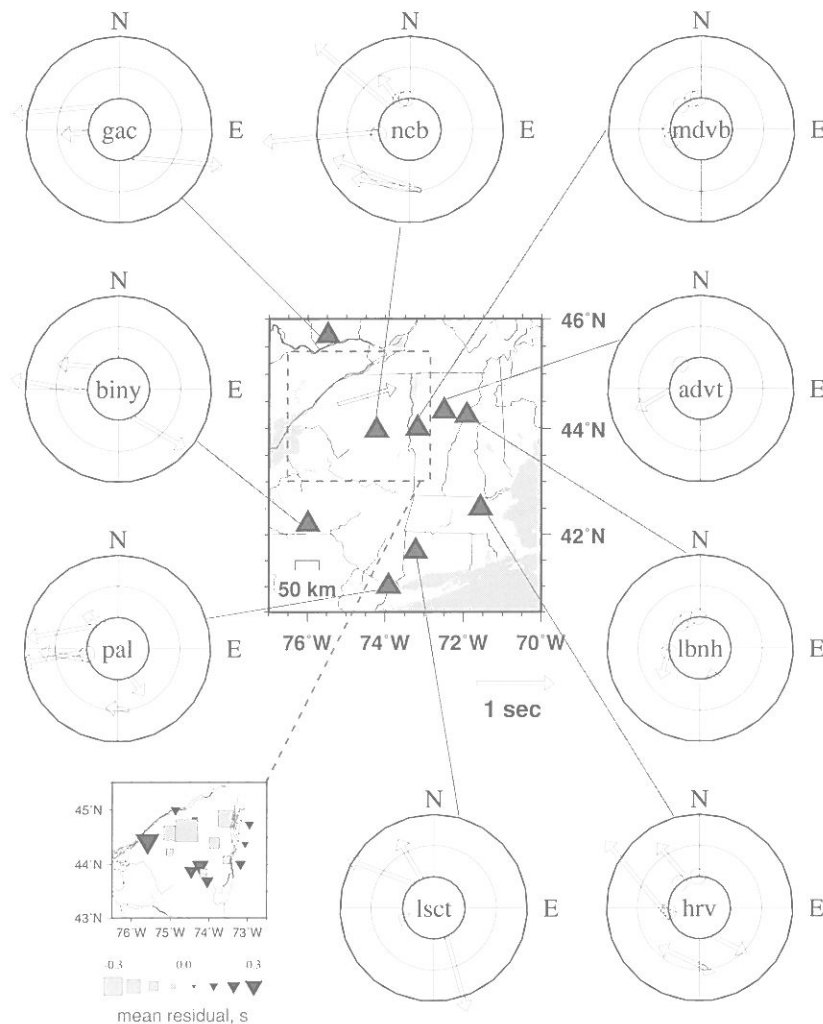 N
N
N
gac
E
ncb
E
mdvb
E
N
N
46°N
biny
E
advt
E
44°N
N
42°N
N
50 km
pal
E
76°W 74°W 72°W 70°W
lbnh
E
1 sec
45°N
44°N
43°N
76°W 75°W 74°W 73°W
N
N
lsct
E
hrv
E
-0.3 0.0 0.3
mean residual, s